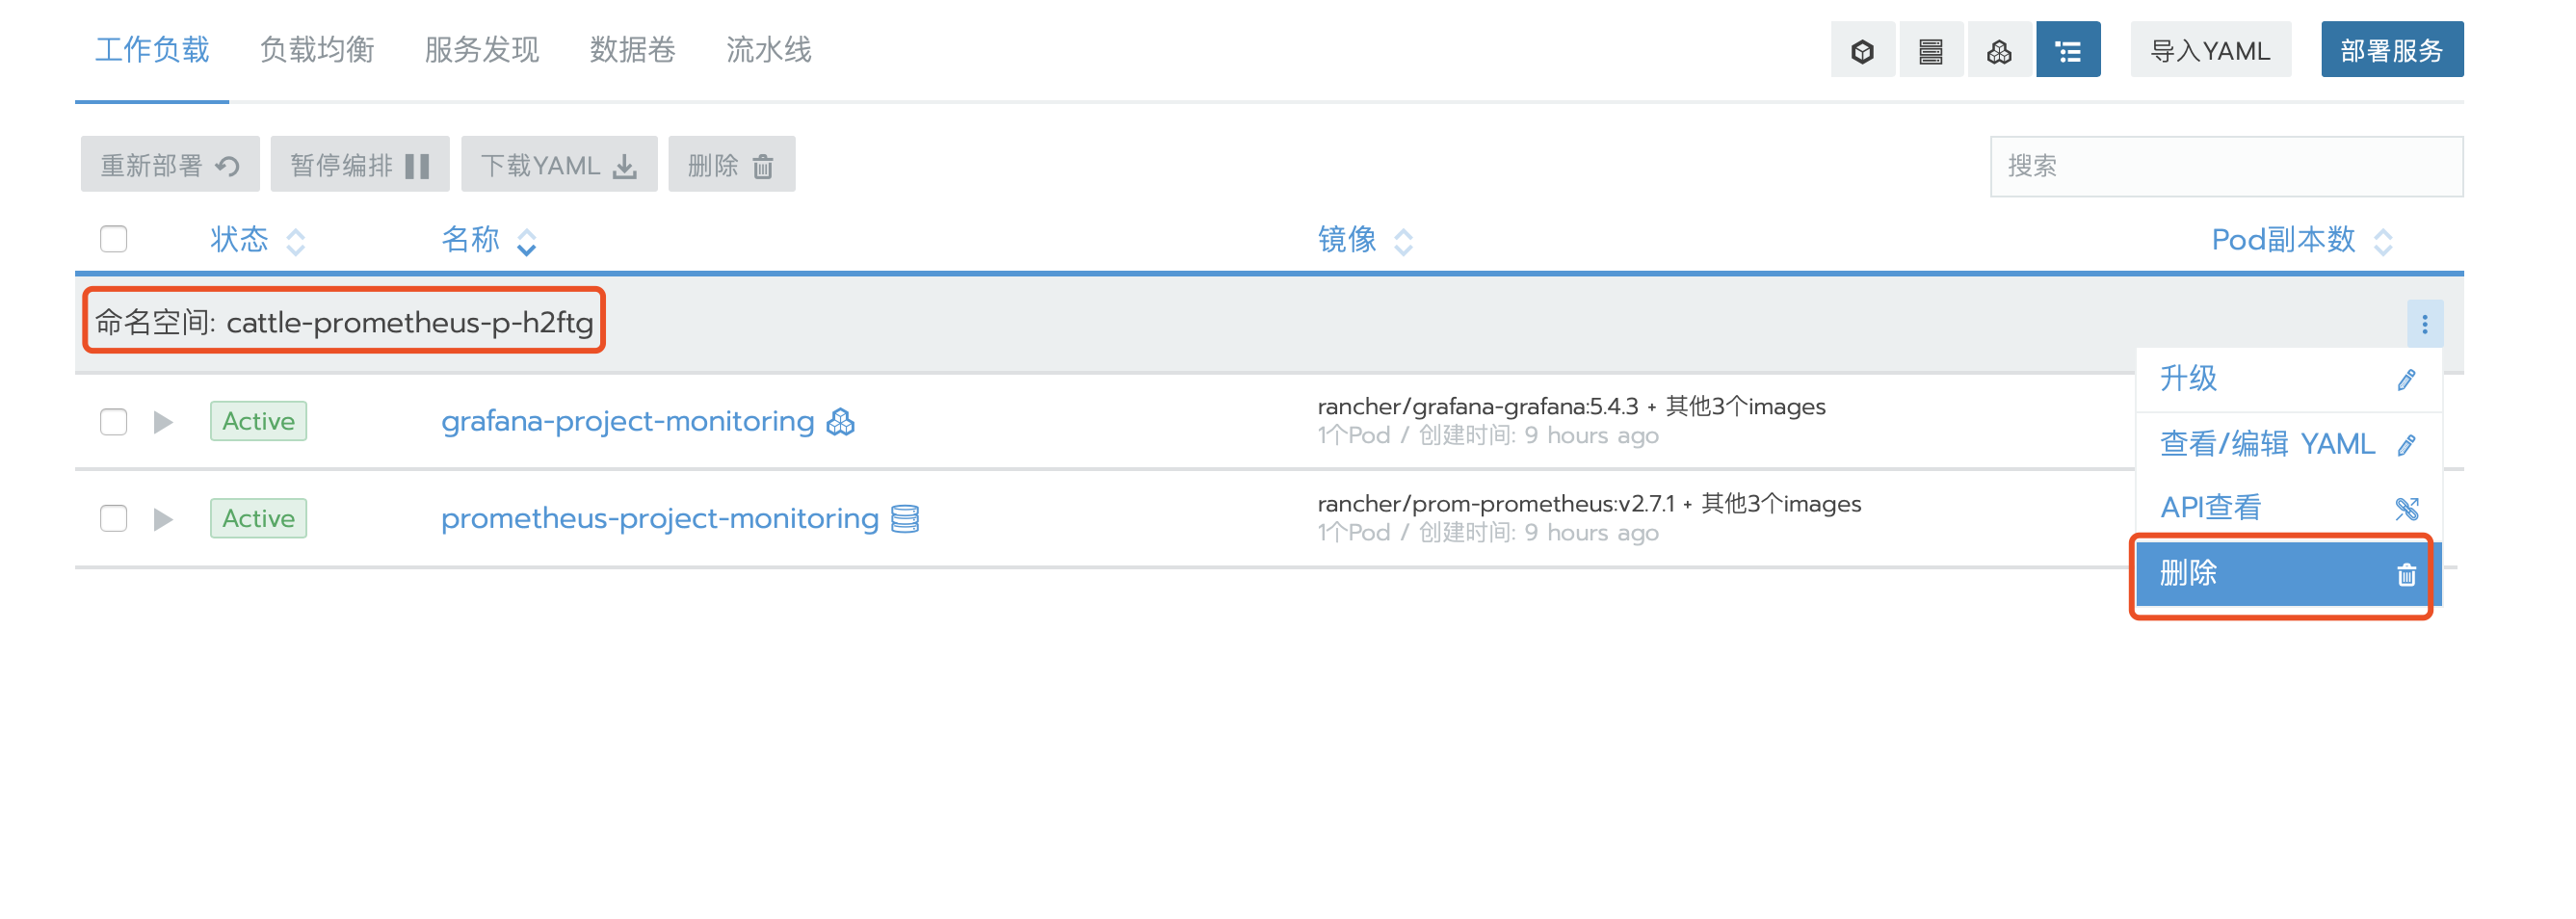 工作负载 负载均衡 服务发现 数据卷 流水线 导入YAML 部署服务
重新部署 暂停编排 下载YAML 删除 搜索
状态 名称 镜像 Pod副本数
命名空间: cattle-prometheus-p-h2ftg
升级
Active grafana-project-monitoring rancher/grafana-grafana:5.4.3 + 其他3个images
1个Pod / 创建时间: 9 hours ago
查看/编辑 YAML
API查看
Active prometheus-project-monitoring rancher/prom-prometheus:v2.7.1 + 其他3个images
1个Pod / 创建时间: 9 hours ago
删除